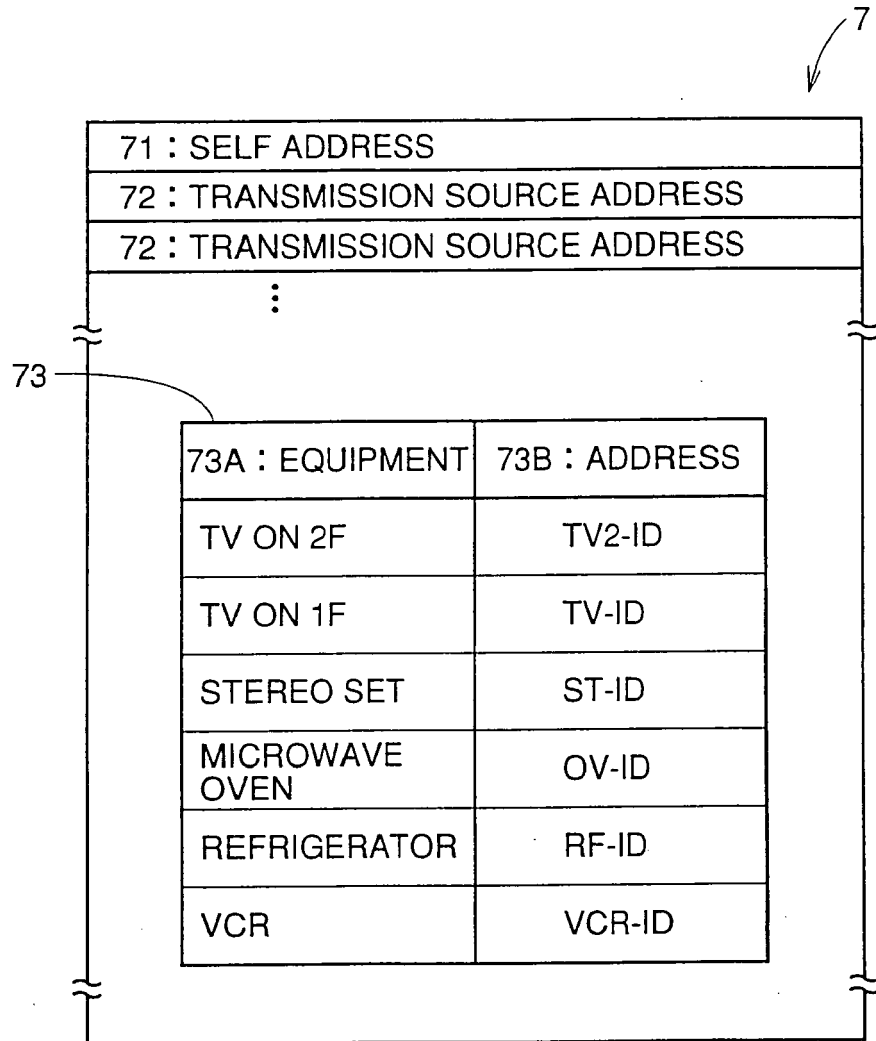 7
71 : SELF ADDRESS
72 : TRANSMISSION SOURCE ADDRESS
72 : TRANSMISSION SOURCE ADDRESS
⋮
73
73A : EQUIPMENT 73B : ADDRESS
TV ON 2F TV2-ID
TV ON 1F TV-ID
STEREO SET ST-ID
MICROWAVE
OVEN OV-ID
REFRIGERATOR RF-ID
VCR VCR-ID